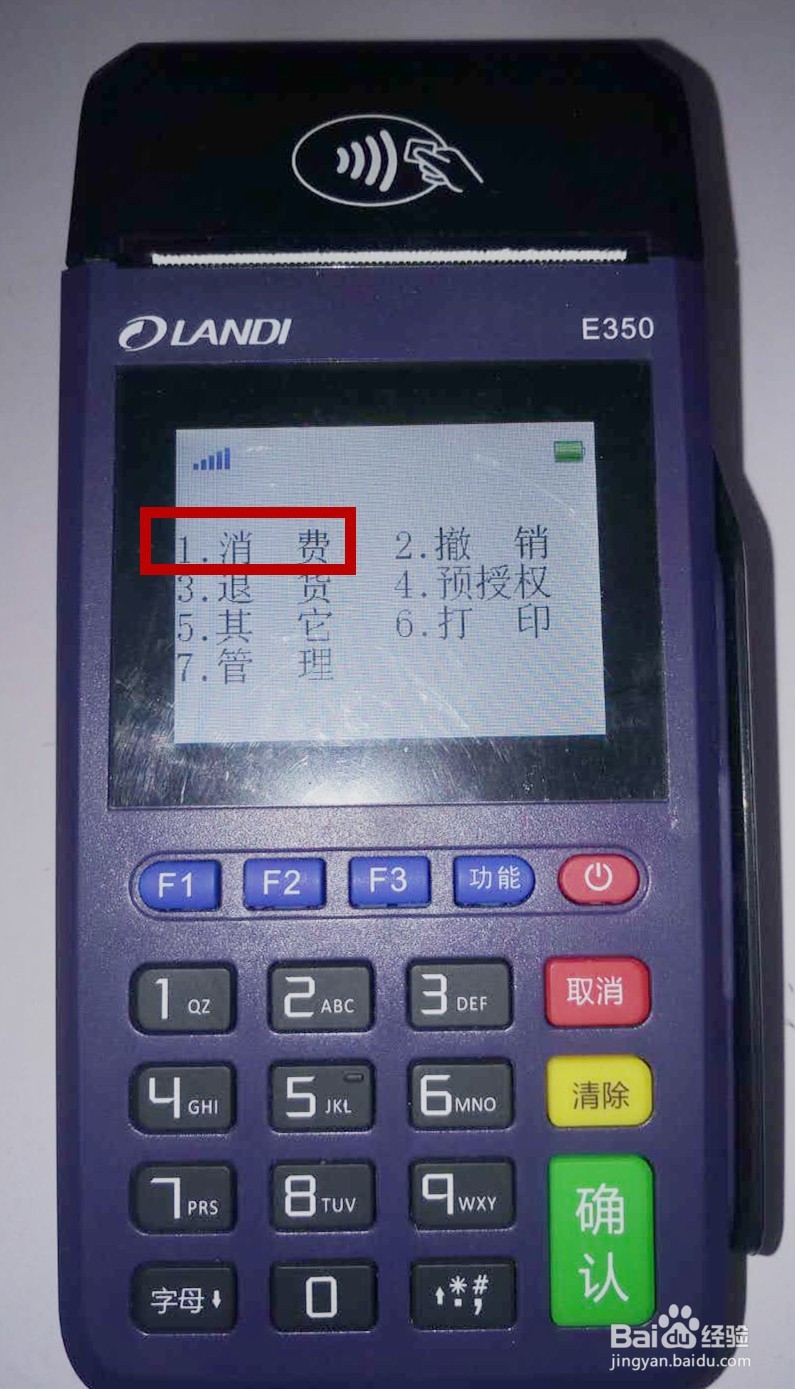 LANDI E350
1.消 费 2.撤 销
3.退 货 4.预授权
5.其 它 6.打 印
7.管 理
F1 F2 F3 功能
1 QZ 2 ABC 3 DEF 取消
4 GHI 5 JKL 6 MNO 清除
7 PRS 8 TUV 9 WXY 确认
字母 0 *#.,
Baidu经验
jingyan.baidu.com